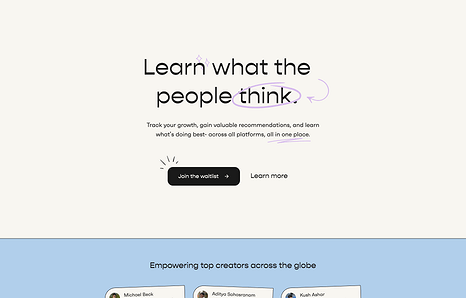 Learn what the
people think.
Track your growth, gain valuable recommendations, and learn
what's doing best- across all platforms, all in one place.
Join the waitlist →
Learn more
Empowering top creators across the globe
Michael Beck
Aditya Sohoranam
Kush Ashar